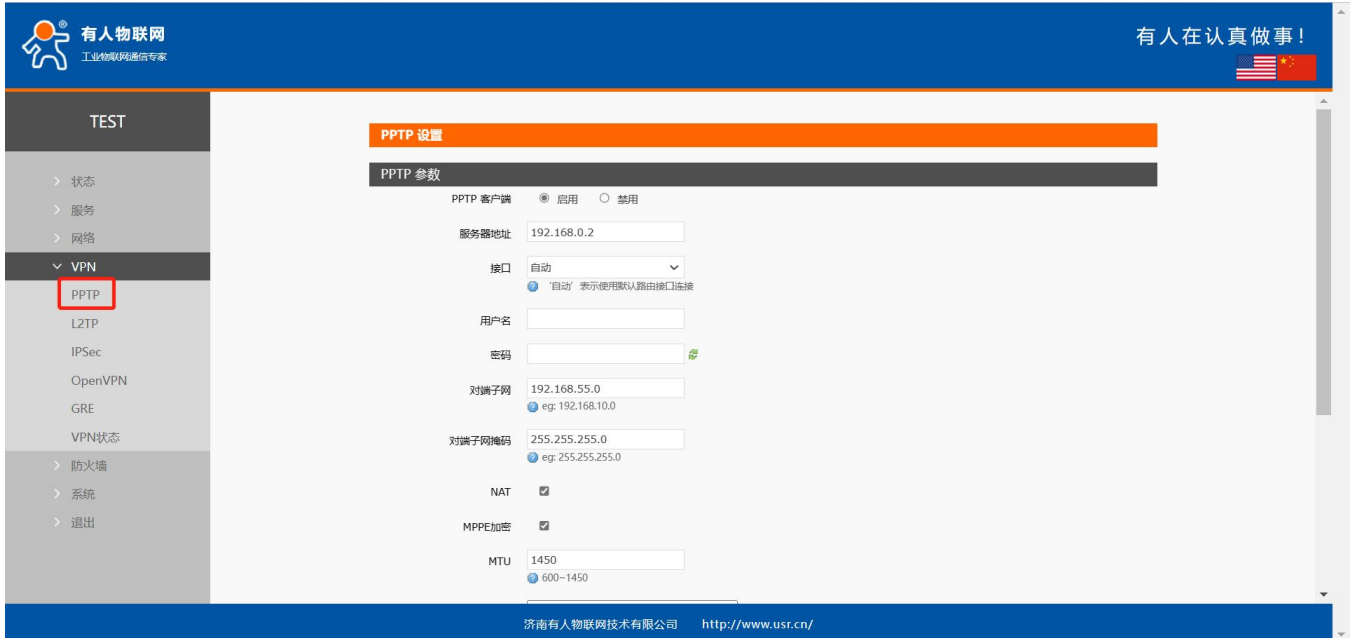 有人物联网
工业物联网通信专家
有人在认真做事!
TEST
状态
服务
网络
VPN
PPTP
L2TP
IPSec
OpenVPN
GRE
VPN状态
防火墙
系统
退出
PPTP 设置
PPTP 参数
PPTP 客户端 启用 禁用
服务器地址 192.168.0.2
接口 自动
‘自动’表示使用默认路由接口连接
用户名
密码
对端子网 192.168.55.0
eg: 192.168.10.0
对端子网掩码 255.255.255.0
eg: 255.255.255.0
NAT
MPPE加密
MTU 1450
600~1450
济南有人物联网技术有限公司 http://www.usr.cn/